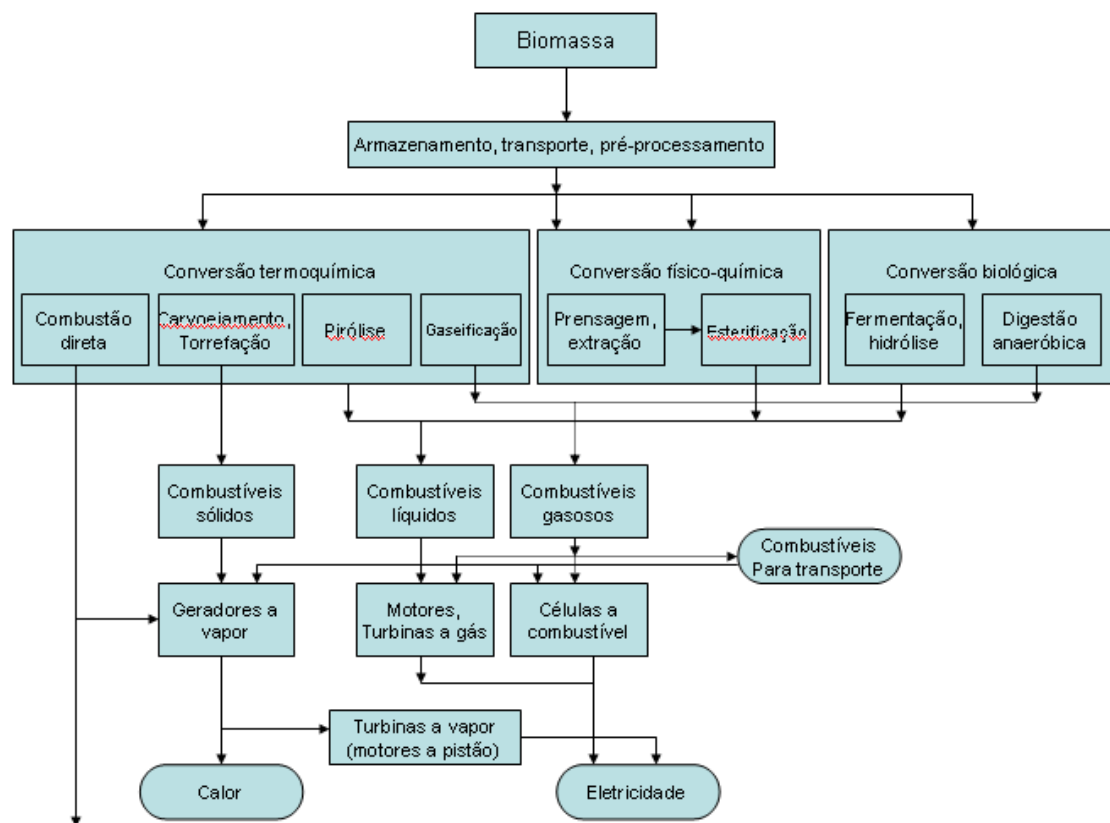 Biomassa
Armazenamento, transporte, pré-processamento
Conversão termoquímica
Combustão
direta
Carvoejamento,
Torrefação
Pirólise
Gaseificação
Conversão físico-química
Prensagem,
extração
Esterificação
Conversão biológica
Fermentação,
hidrólise
Digestão
anaeróbica
Combustíveis
sólidos
Combustíveis
líquidos
Combustíveis
gasosos
Combustíveis
Para transporte
Geradores a
vapor
Motores,
Turbinas a gás
Células a
combustível
Turbinas a vapor
(motores a pistão)
Calor
Eletricidade